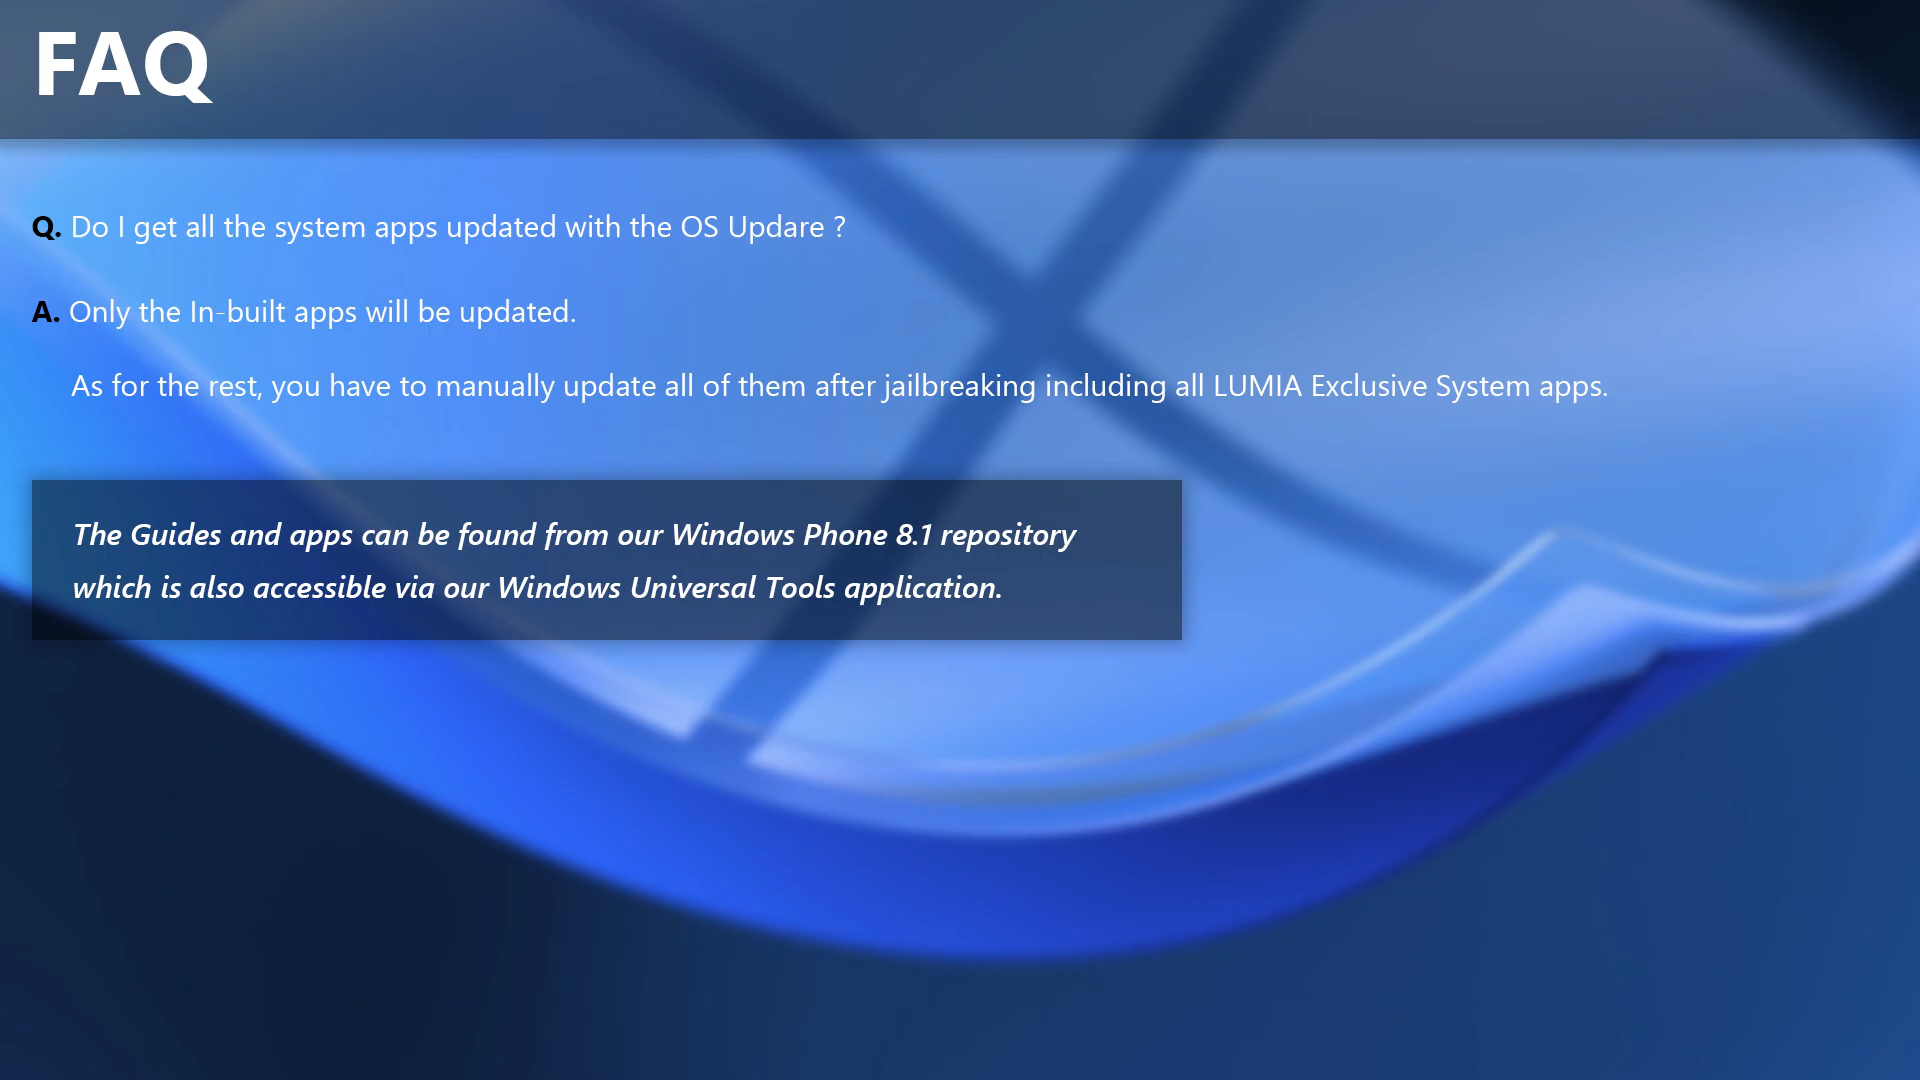 FAQ
Q. Do I get all the system apps updated with the OS Updare ?
A. Only the In-built apps will be updated.
As for the rest, you have to manually update all of them after jailbreaking including all LUMIA Exclusive System apps.
The Guides and apps can be found from our Windows Phone 8.1 repository
which is also accessible via our Windows Universal Tools application.